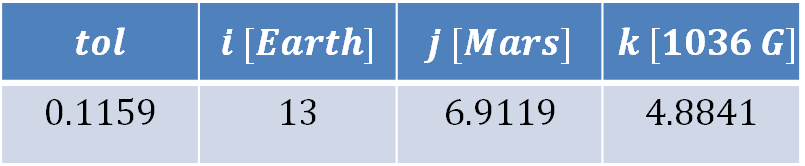 tol i [Earth] j [Mars] k [1036 G]
0.1159 13 6.9119 4.8841